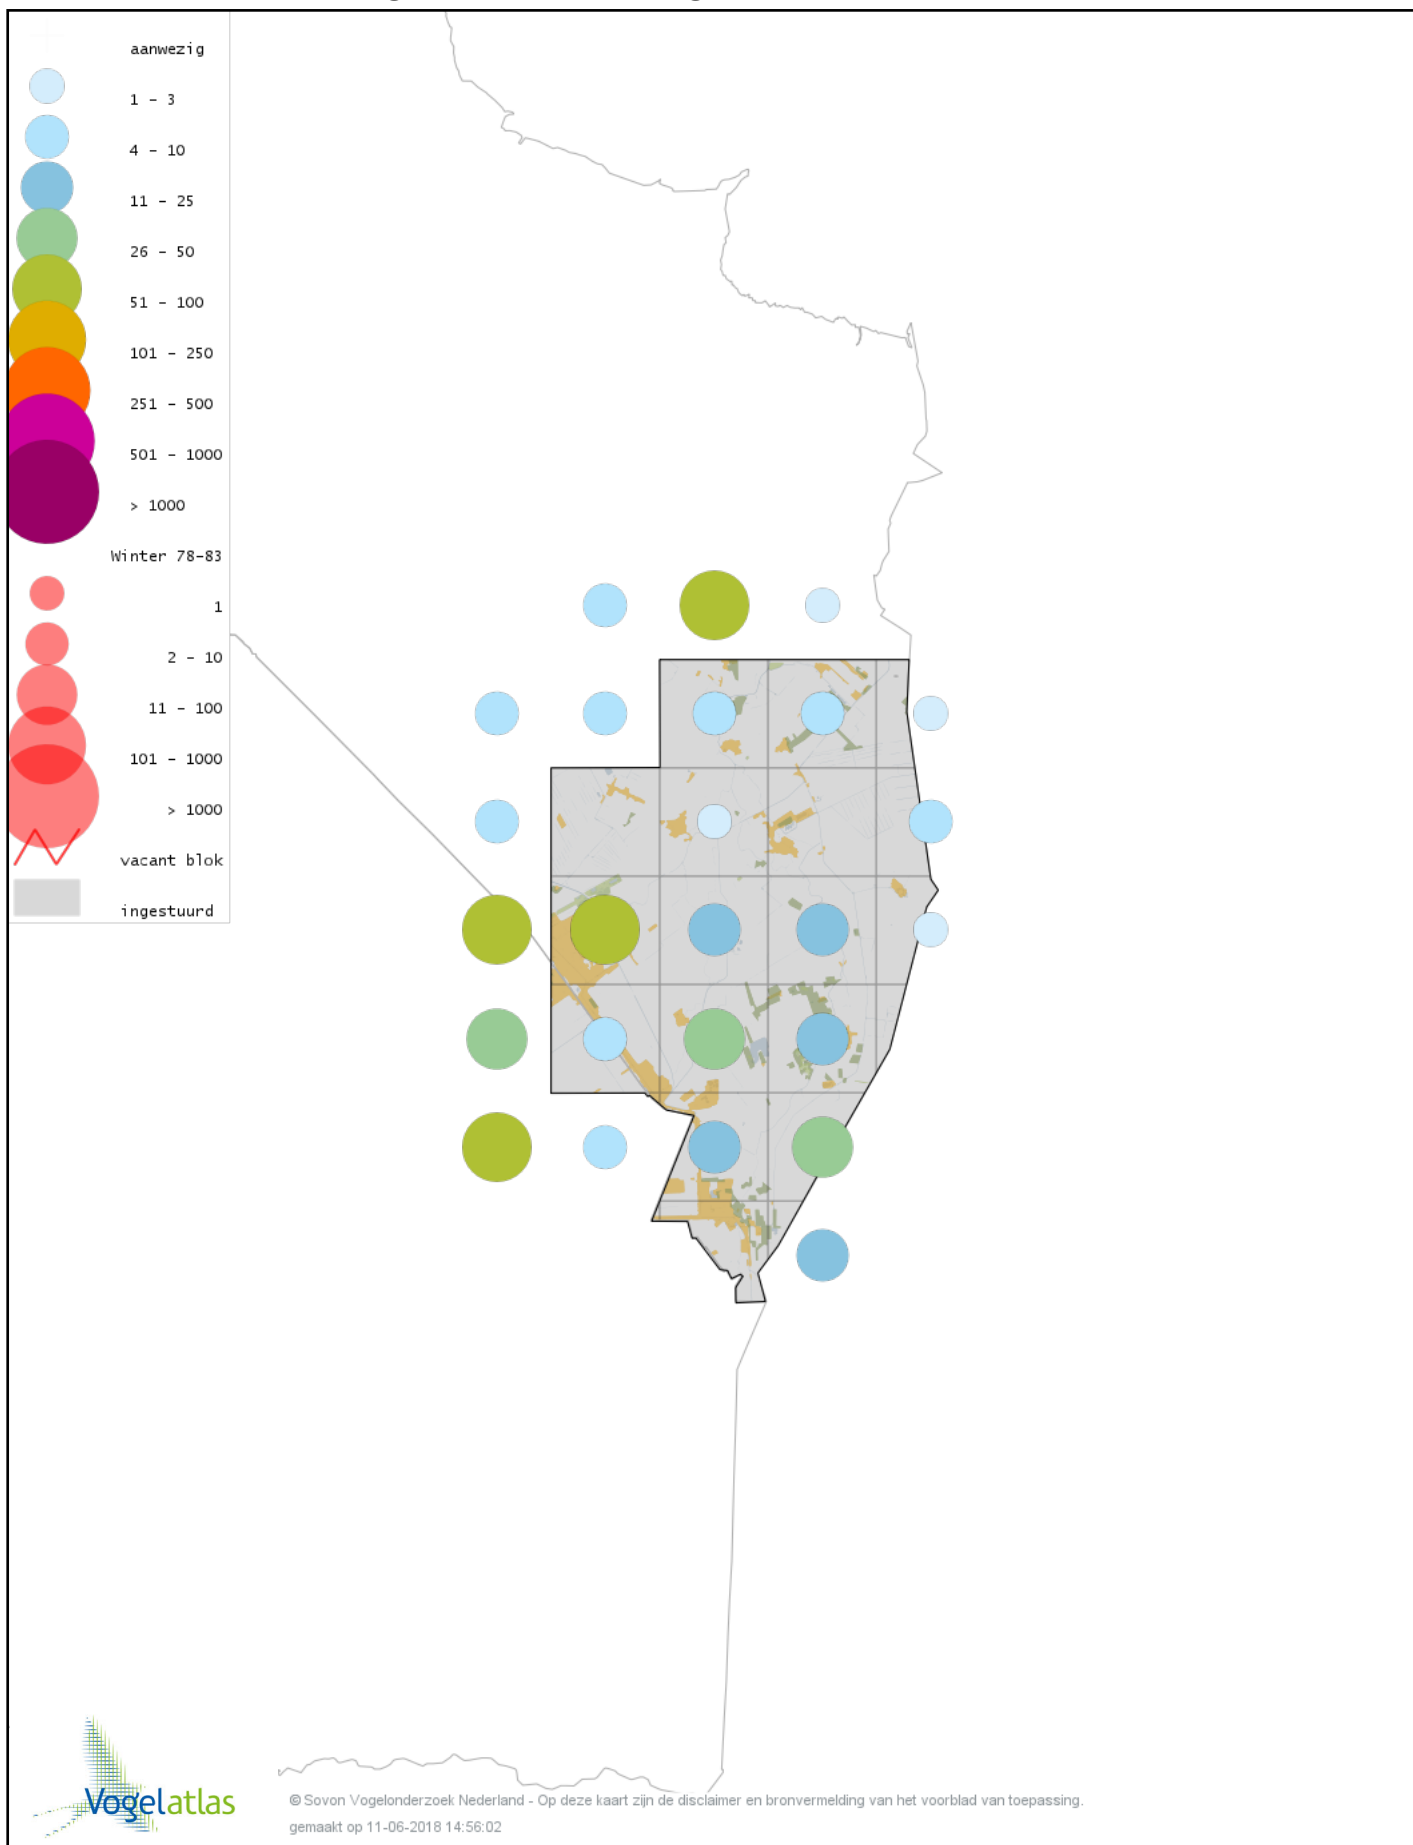 aanwezig
1 - 3
4 - 10
11 - 25
26 - 50
51 - 100
101 - 250
251 - 500
501 - 1000
> 1000
Winter 78-83
1
2 - 10
11 - 100
101 - 1000
> 1000
vacant blok
ingestuurd
Vogelatlas
© Sovon Vogelonderzoek Nederland - Op deze kaart zijn de disclaimer en bronvermelding van het voorblad van toepassing.
gemaakt op 11-06-2018 14:56:02